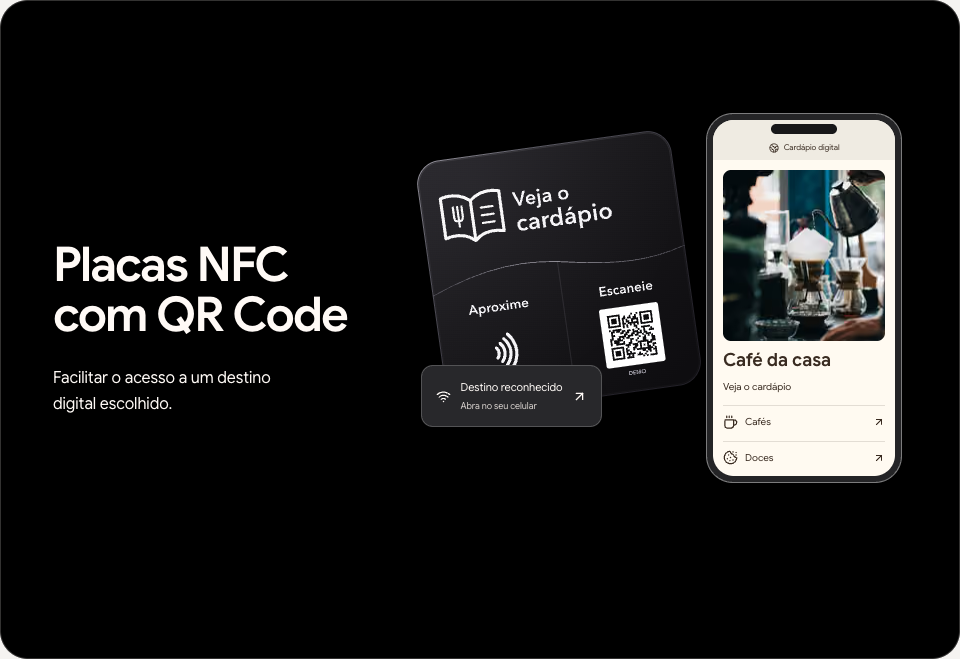 Placas NFC
com QR Code
Facilitar o acesso a um destino
digital escolhido.
Veja o
cardápio
Aproxime
Escaneie
Destino reconhecido
Abra no seu celular
Cardápio digital
Café da casa
Veja o cardápio
Cafés
Doces